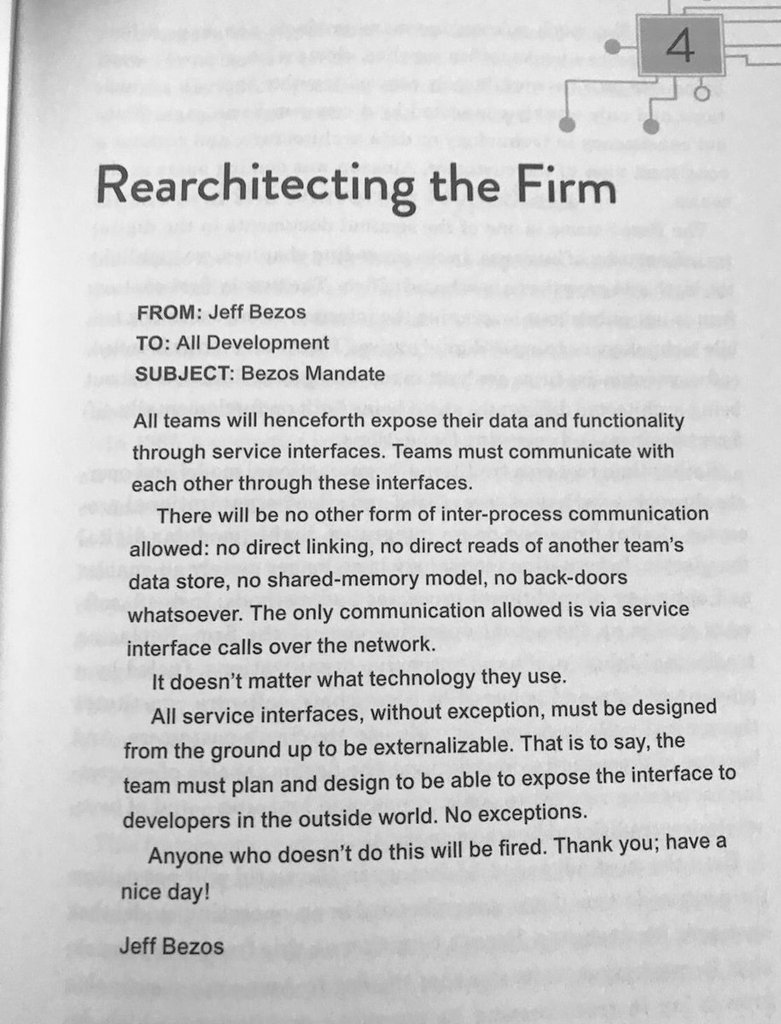 4
Rearchitecting the Firm
FROM: Jeff Bezos
TO: All Development
SUBJECT: Bezos Mandate
All teams will henceforth expose their data and functionality
through service interfaces. Teams must communicate with
each other through these interfaces.
There will be no other form of inter-process communication
allowed: no direct linking, no direct reads of another team’s
data store, no shared-memory model, no back-doors
whatsoever. The only communication allowed is via service
interface calls over the network.
It doesn’t matter what technology they use.
All service interfaces, without exception, must be designed
from the ground up to be externalizable. That is to say, the
team must plan and design to be able to expose the interface to
developers in the outside world. No exceptions.
Anyone who doesn’t do this will be fired. Thank you; have a
nice day!
Jeff Bezos